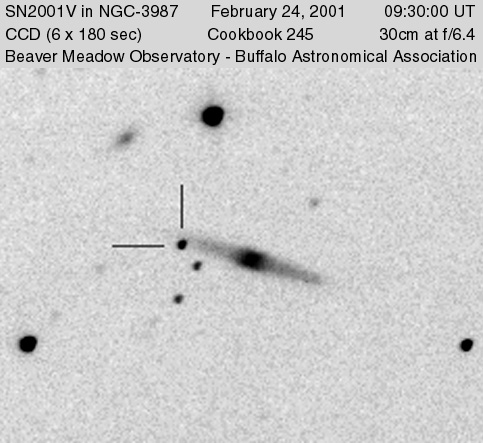 SN2001V in NGC-3987 February 24, 2001 09:30:00 UT
CCD (6 x 180 sec) Cookbook 245 30cm at f/6.4
Beaver Meadow Observatory - Buffalo Astronomical Association